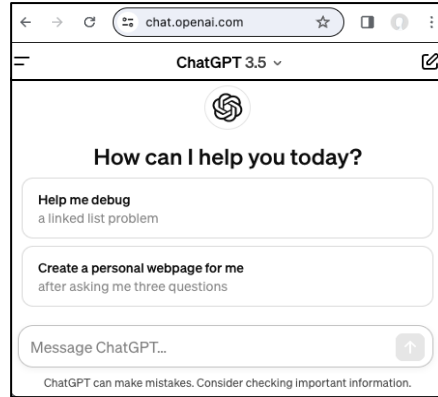 chat.openai.com
ChatGPT 3.5
How can I help you today?
Help me debug
a linked list problem
Create a personal webpage for me
after asking me three questions
Message ChatGPT...
ChatGPT can make mistakes. Consider checking important information.